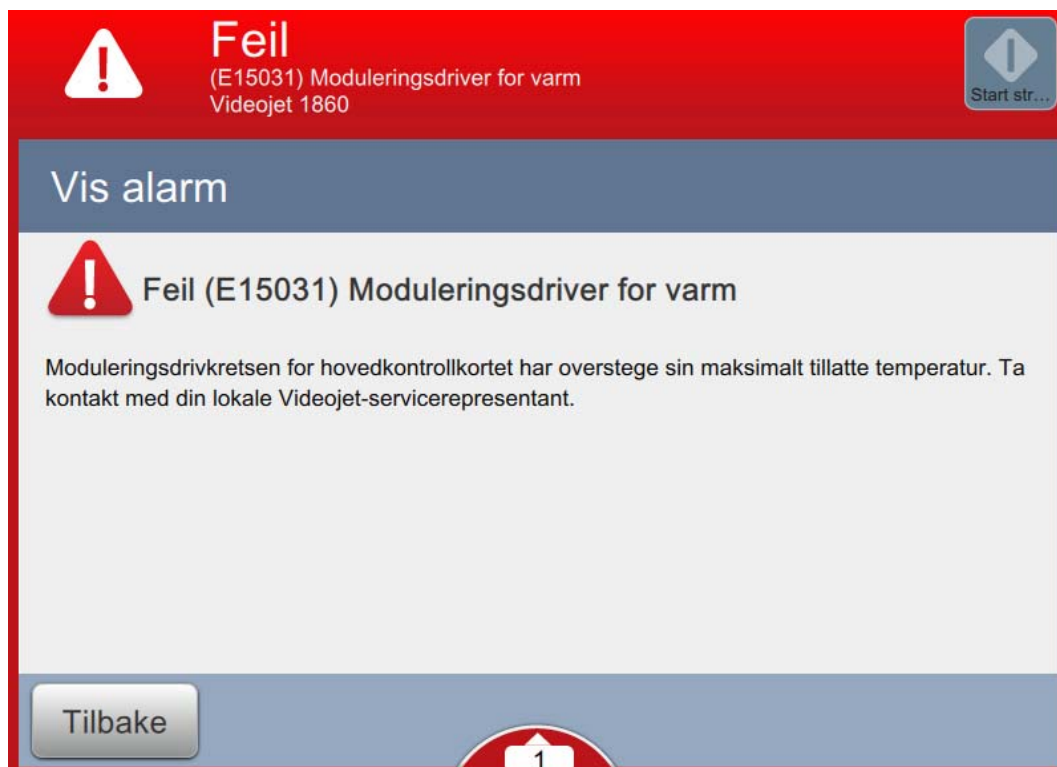 Feil
(E15031) Moduleringsdriver for varm
Videojet 1860
Start str...
Vis alarm
Feil (E15031) Moduleringsdriver for varm
Moduleringsdrivkretsen for hovedkontrollkortet har overstege sin maksimalt tillatte temperatur. Ta
kontakt med din lokale Videojet-servicerepresentant.
Tilbake
1